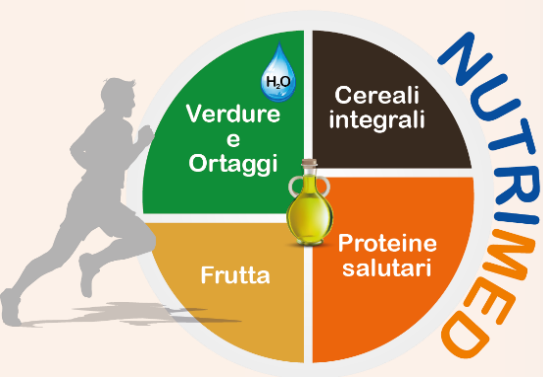 H₂O
Verdure
e
Ortaggi
Cereali
integrali
Frutta
Proteine
salutari
NUTRIMED